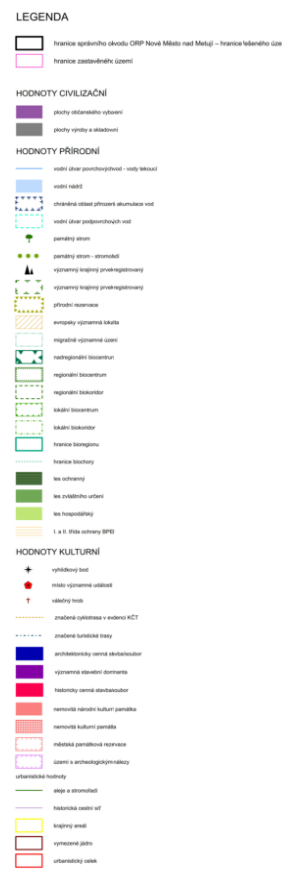 LEGENDA
hranice správního obvodu ORP Nové Město nad Metují – hranice řešeného úze
hranice zastavěného území
HODNOTY CIVILIZAČNÍ
plochy občanského vybavení
plochy výroby a skladování
HODNOTY PŘÍRODNÍ
vodní útvar povrchových vod - vody tekoucí
vodní nádrž
chráněná oblast přirozené akumulace vod
vodní útvar podpovrchových vod
památný strom
památný strom - stromořadí
významný krajinný prvek registrovaný
významný krajinný prvek registrovaný
přírodní rezervace
evropsky významná lokalita
migračně významné území
nadregionální biocentrum
regionální biocentrum
regionální biokoridor
lokální biocentrum
lokální biokoridor
hranice bioregionu
hranice biochory
les ochranný
les zvláštního určení
les hospodářský
I. a II. třída ochrany BPEJ
HODNOTY KULTURNÍ
vyhlídkový bod
místo významné události
válečný hrob
značená cyklotrasa v evidenci KČT
značené turistické trasy
architektonicky cenná stavba/soubor
významná stavební dominanta
historicky cenná stavba/soubor
nemovitá národní kulturní památka
nemovitá kulturní památka
městská památková rezervace
území s archeologickým nálezy
urbanistické hodnoty
aleje a stromořadí
historická cestní síť
krajinný areál
vymezené jádro
urbanistický celek